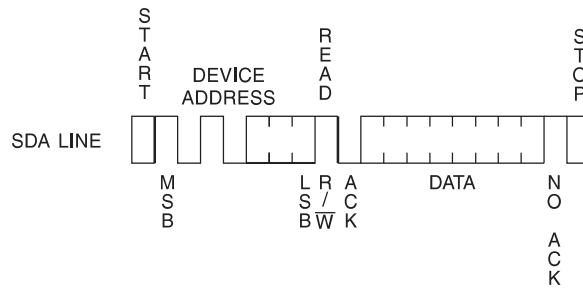 START
DEVICE
ADDRESS
READ
STOP
SDA LINE
MSB
LSB
R/W
ACK
DATA
NO ACK